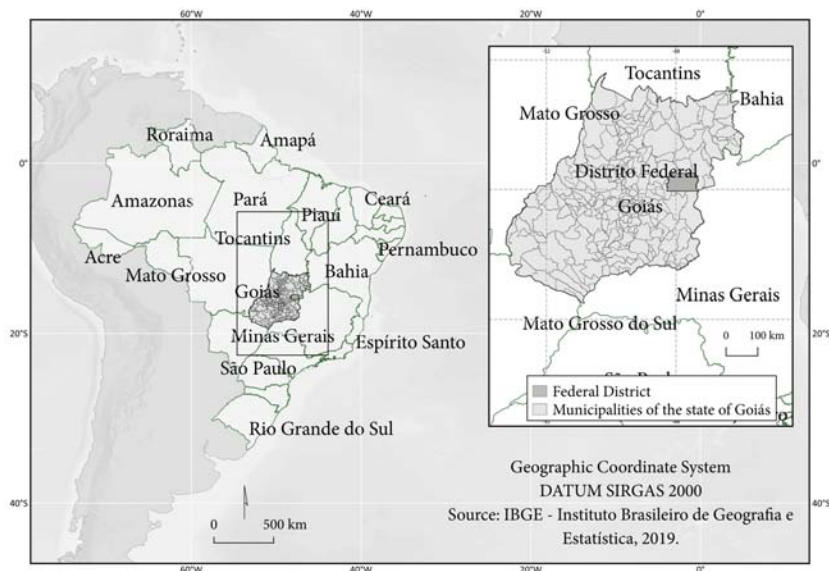 60°W
40°W
20°W
0°
0°
0°
20°S
20°S
40°S
40°S
60°W
40°W
20°W
0°
Roraima
Amapá
Amazonas
Pará
Ceará
Piauí
Tocantins
Pernambuco
Acre
Mato Grosso
Bahia
Goiás
Minas Gerais
Espírito Santo
São Paulo
Rio Grande do Sul
0
500 km
Tocantins
Mato Grosso
Bahia
Distrito Federal
Goiás
Minas Gerais
Mato Grosso do Sul
0
100 km
Federal District
Municipalities of the state of Goiás
Geographic Coordinate System
DATUM SIRGAS 2000
Source: IBGE - Instituto Brasileiro de Geografia e
Estatística, 2019.